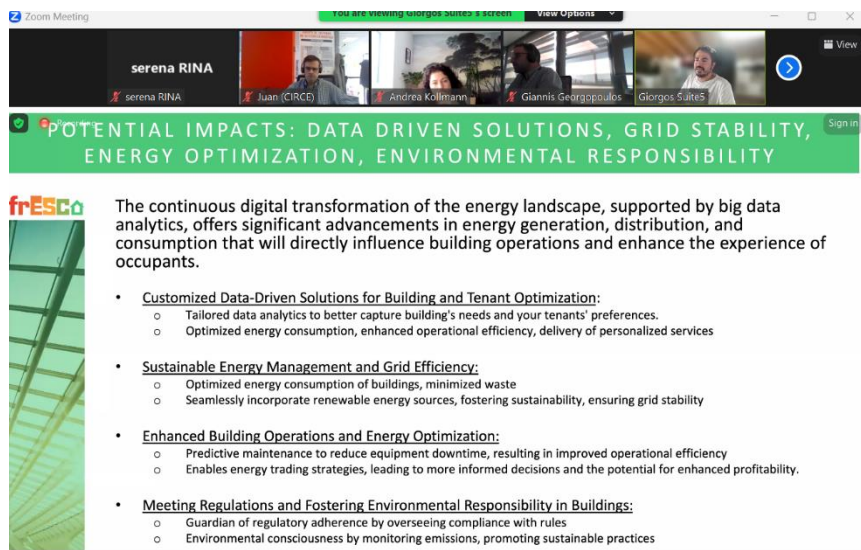 Zoom Meeting
You are viewing Giorgos Suite5's screen View Options
View
serena RINA
serena RINA
Juan (CIRCE)
Andrea Kollmann
Giannis Georgopoulos
Giorgos Suite5
Recording
Sign in
POTENTIAL IMPACTS: DATA DRIVEN SOLUTIONS, GRID STABILITY,
ENERGY OPTIMIZATION, ENVIRONMENTAL RESPONSIBILITY
frESCo
The continuous digital transformation of the energy landscape, supported by big data
analytics, offers significant advancements in energy generation, distribution, and
consumption that will directly influence building operations and enhance the experience of
occupants.
• Customized Data-Driven Solutions for Building and Tenant Optimization:
o Tailored data analytics to better capture building's needs and your tenants' preferences.
o Optimized energy consumption, enhanced operational efficiency, delivery of personalized services
• Sustainable Energy Management and Grid Efficiency:
o Optimized energy consumption of buildings, minimized waste
o Seamlessly incorporate renewable energy sources, fostering sustainability, ensuring grid stability
• Enhanced Building Operations and Energy Optimization:
o Predictive maintenance to reduce equipment downtime, resulting in improved operational efficiency
o Enables energy trading strategies, leading to more informed decisions and the potential for enhanced profitability.
• Meeting Regulations and Fostering Environmental Responsibility in Buildings:
o Guardian of regulatory adherence by overseeing compliance with rules
o Environmental consciousness by monitoring emissions, promoting sustainable practices